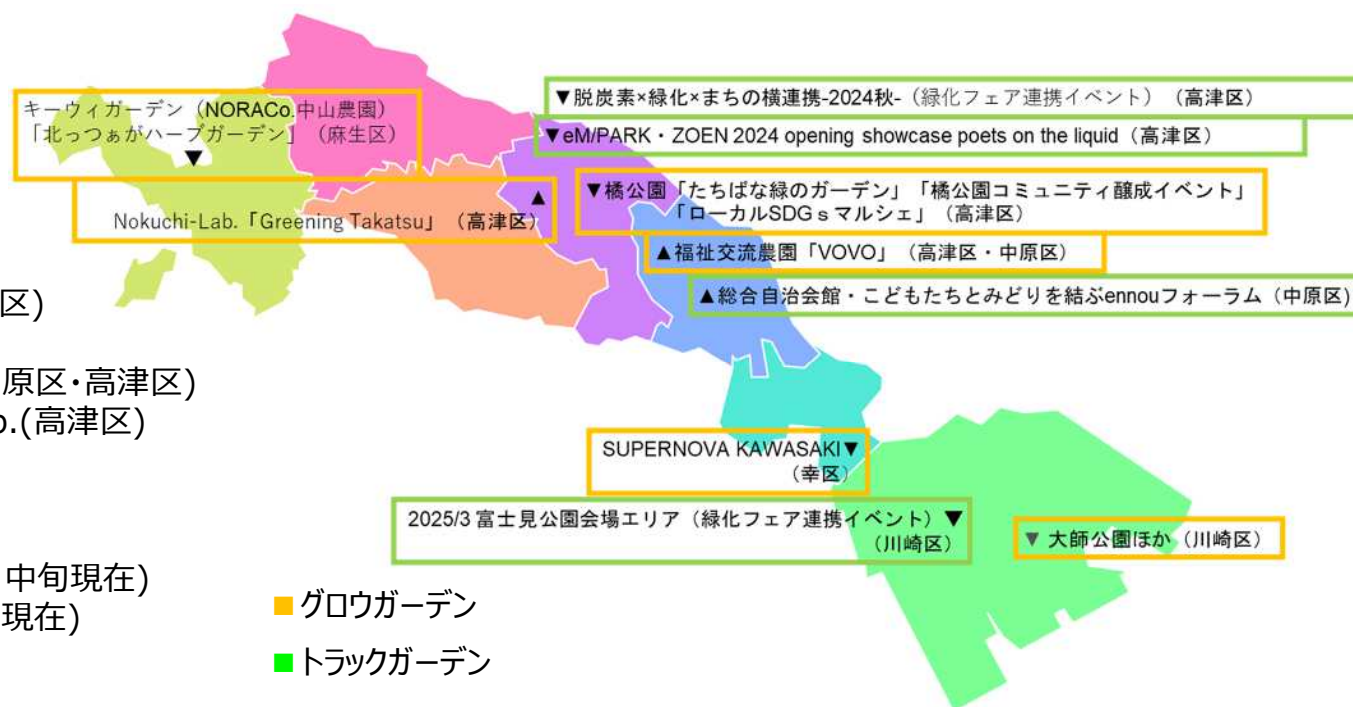 キーウィガーデン（NORACo.中山農園）
「北っつぁがハーブガーデン」（麻生区）
▼
▲
Nokuchi-Lab.「Greening Takatsu」（高津区）
▼脱炭素×緑化×まちの横連携-2024秋-（緑化フェア連携イベント）（高津区）
▼eM/PARK・ZOEN 2024 opening showcase poets on the liquid（高津区）
▼橘公園「たちばな緑のガーデン」「橘公園コミュニティ醸成イベント」
「ローカルSDGｓマルシェ」（高津区）
▲福祉交流農園「VOVO」（高津区・中原区）
▲総合自治会館・こどもたちとみどりを結ぶennouフォーラム（中原区）
区)
原区・高津区)
o.(高津区)
SUPERNOVA KAWASAKI▼
（幸区）
2025/3 富士見公園会場エリア（緑化フェア連携イベント）▼
（川崎区）
▼ 大師公園ほか（川崎区）
中旬現在)
現在)
■グロウガーデン
■トラックガーデン